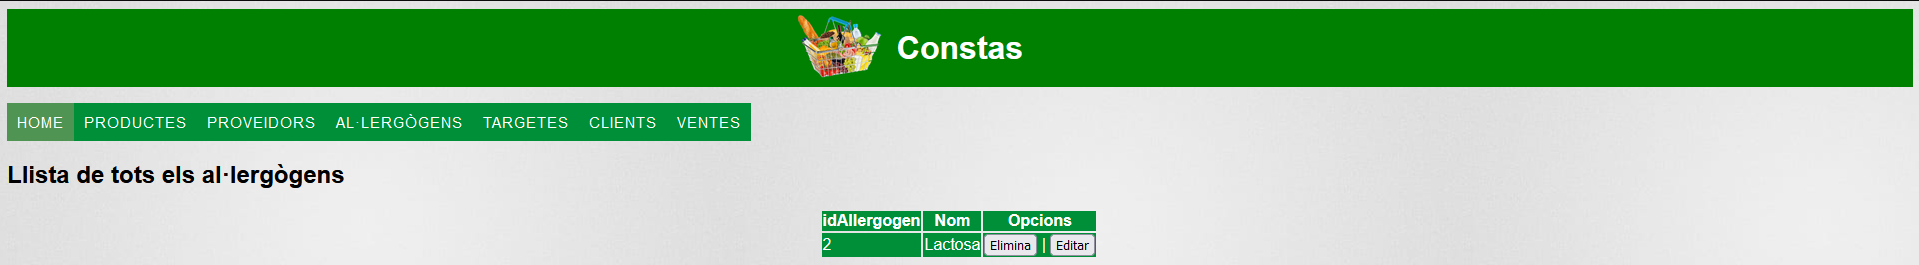 Constas
HOME PRODUCTES PROVEIDORS AL·LERGÒGENS TARGETES CLIENTS VENTES
Llista de tots els al·lergògens
idAllergogen Nom Opcions
2 Lactosa Elimina | Editar